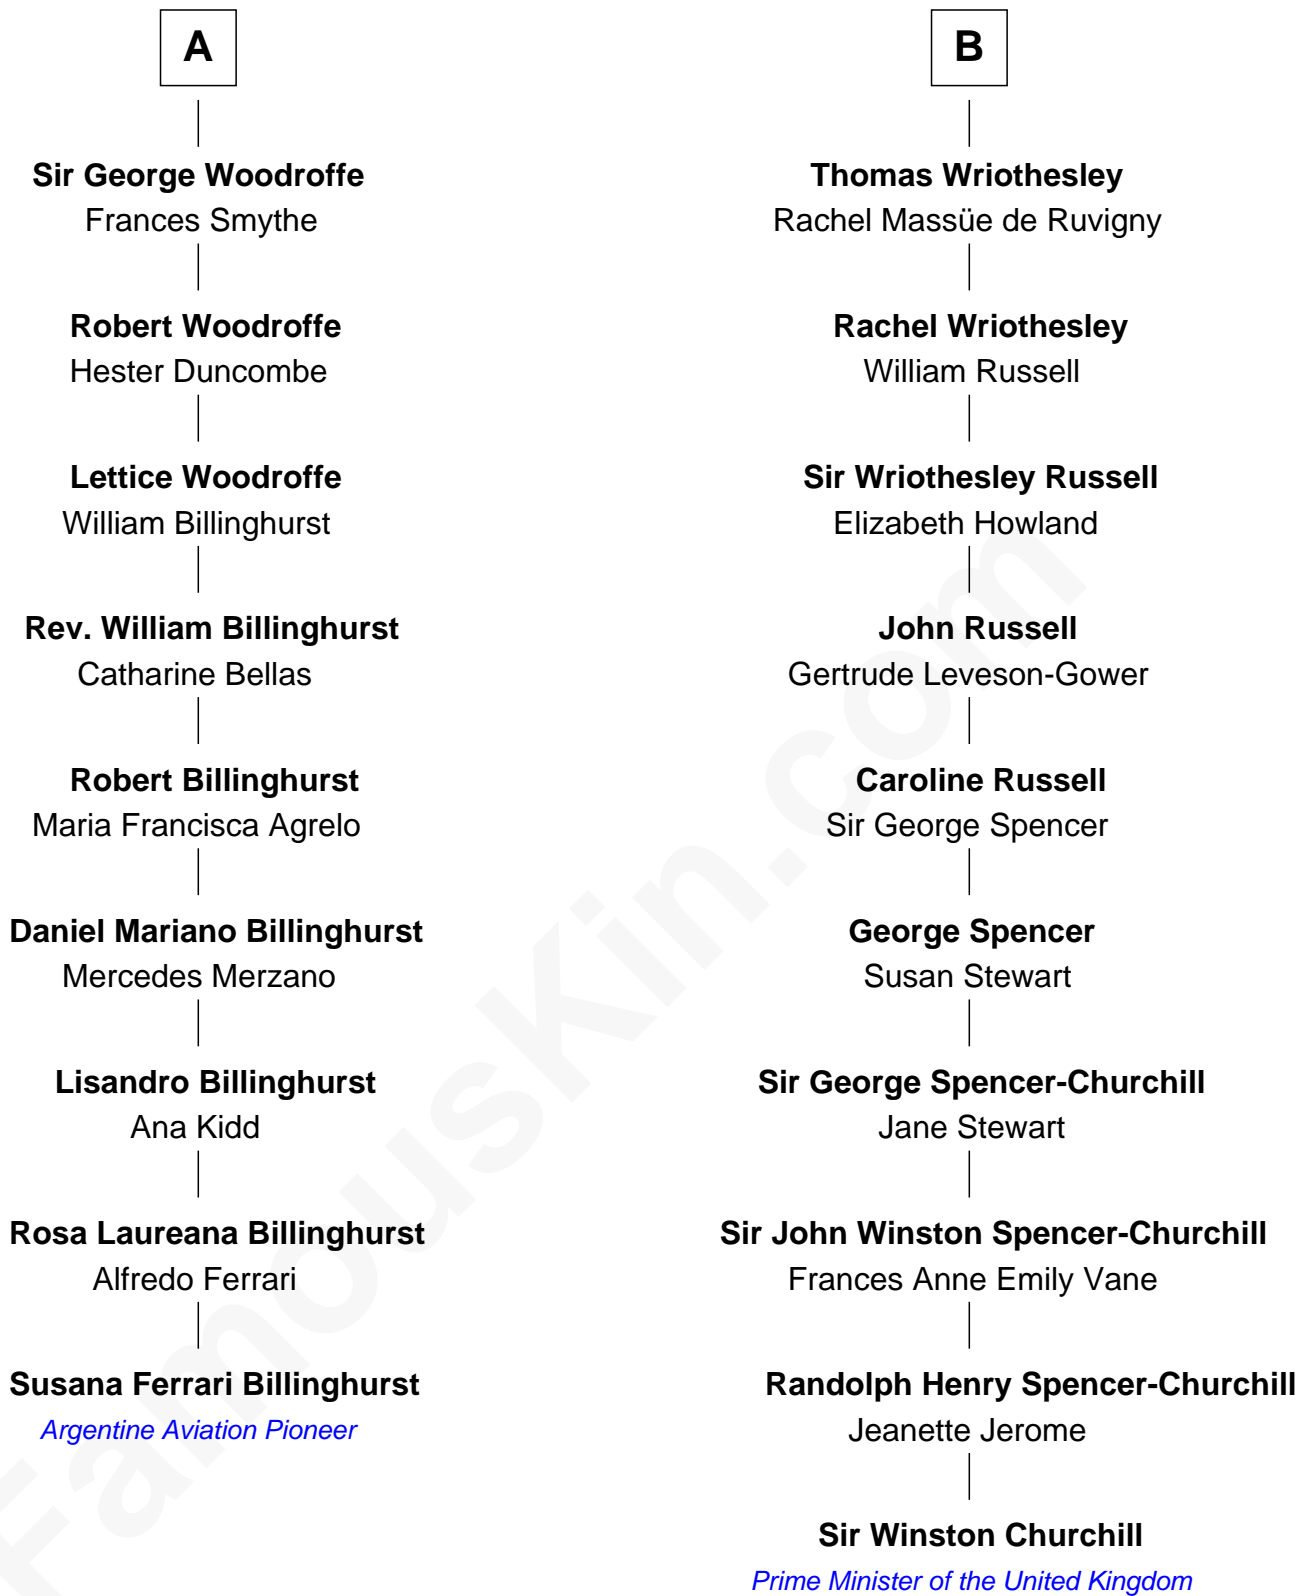 A
Sir George Woodroffe
Frances Smythe
Robert Woodroffe
Hester Duncombe
Lettice Woodroffe
William Billinghurst
Rev. William Billinghurst
Catharine Bellas
Robert Billinghurst
Maria Francisca Agrelo
Daniel Mariano Billinghurst
Mercedes Merzano
Lisandro Billinghurst
Ana Kidd
Rosa Laureana Billinghurst
Alfredo Ferrari
Susana Ferrari Billinghurst
Argentine Aviation Pioneer
B
Thomas Wriothesley
Rachel Massüe de Ruvigny
Rachel Wriothesley
William Russell
Sir Wriothesley Russell
Elizabeth Howland
John Russell
Gertrude Leveson-Gower
Caroline Russell
Sir George Spencer
George Spencer
Susan Stewart
Sir George Spencer-Churchill
Jane Stewart
Sir John Winston Spencer-Churchill
Frances Anne Emily Vane
Randolph Henry Spencer-Churchill
Jeanette Jerome
Sir Winston Churchill
Prime Minister of the United Kingdom
FamousKin.com